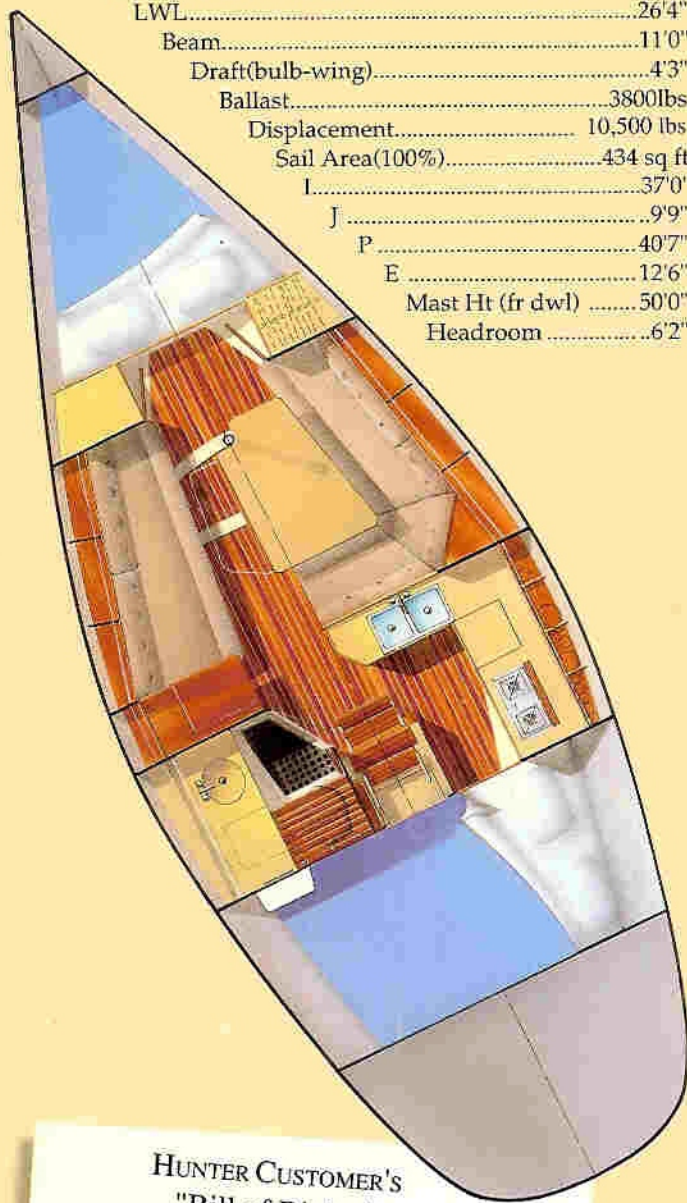 LWL..........................................26'4"
Beam..........................................11'0"
Draft(bulb-wing)..........................................4'3"
Ballast..........................................3800lbs
Displacement.......................... 10,500 lbs
Sail Area(100%)..........................434 sq ft
I..........................................37'0"
J ..........................................9'9"
P ..........................................40'7"
E ..........................................12'6"
Mast Ht (fr dwl) ........50'0"
Headroom .................6'2"
HUNTER CUSTOMER'S